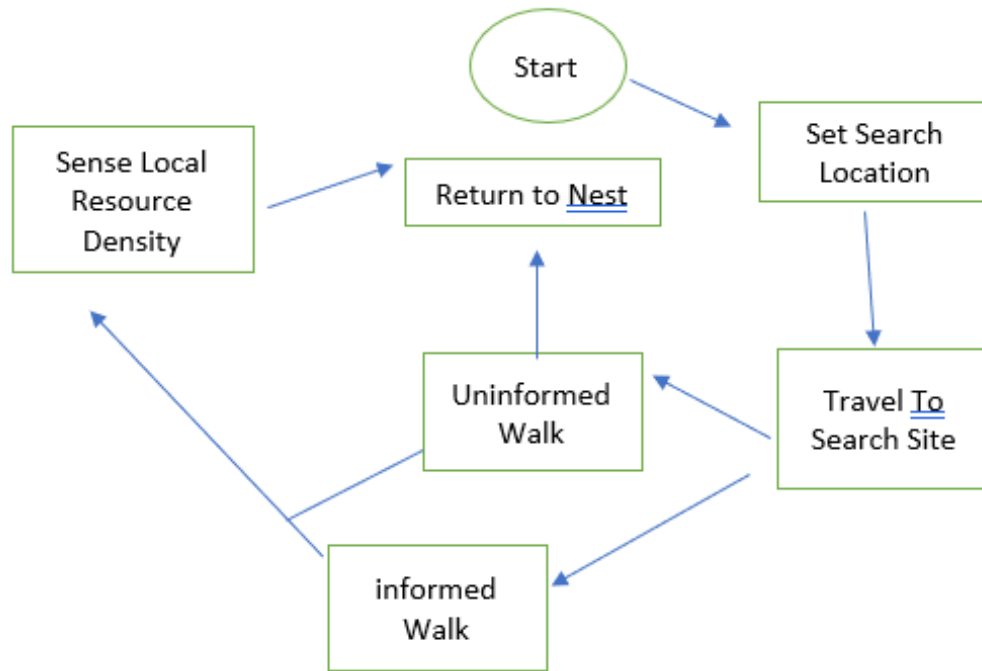 Start
Set Search
Location
Sense Local
Resource
Density
Return to Nest
Uninformed
Walk
Travel To
Search Site
informed
Walk